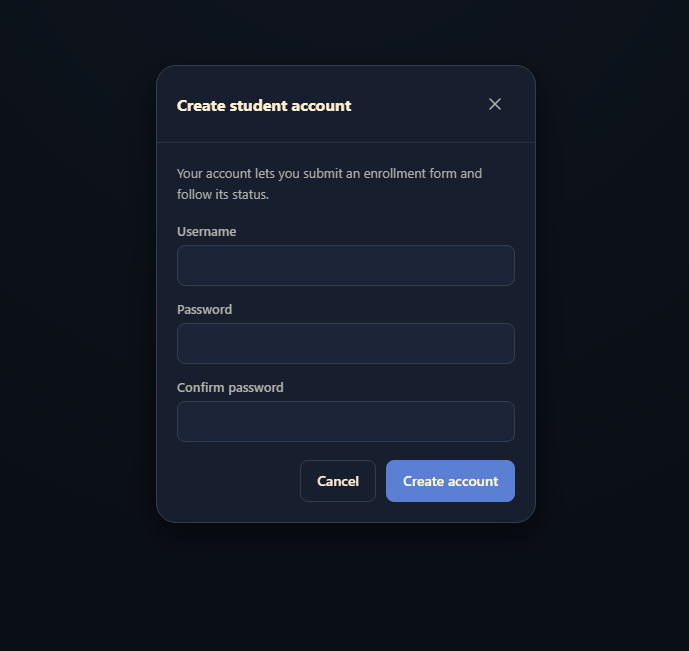 Create student account
Your account lets you submit an enrollment form and
follow its status.
Username
Password
Confirm password
Cancel
Create account